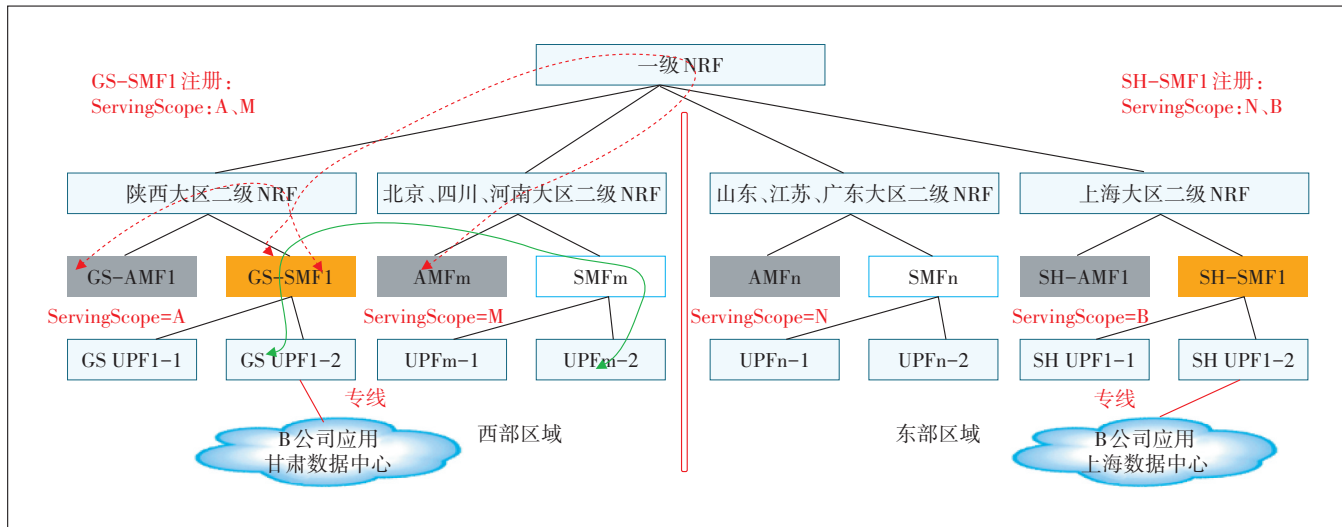 一级NRF
GS-SMF1注册：
ServingScope：A、M
SH-SMF1注册：
ServingScope：N、B
陕西大区二级NRF
北京、四川、河南大区二级NRF
山东、江苏、广东大区二级NRF
上海大区二级NRF
GS-AMF1
GS-SMF1
AMFm
SMFm
AMFn
SMFn
SH-AMF1
SH-SMF1
ServingScope=A
ServingScope=M
ServingScope=N
ServingScope=B
GS UPF1-1
GS UPF1-2
UPFm-1
UPFm-2
UPFn-1
UPFn-2
SH UPF1-1
SH UPF1-2
专线
专线
B公司应用
甘肃数据中心
西部区域
东部区域
B公司应用
上海数据中心